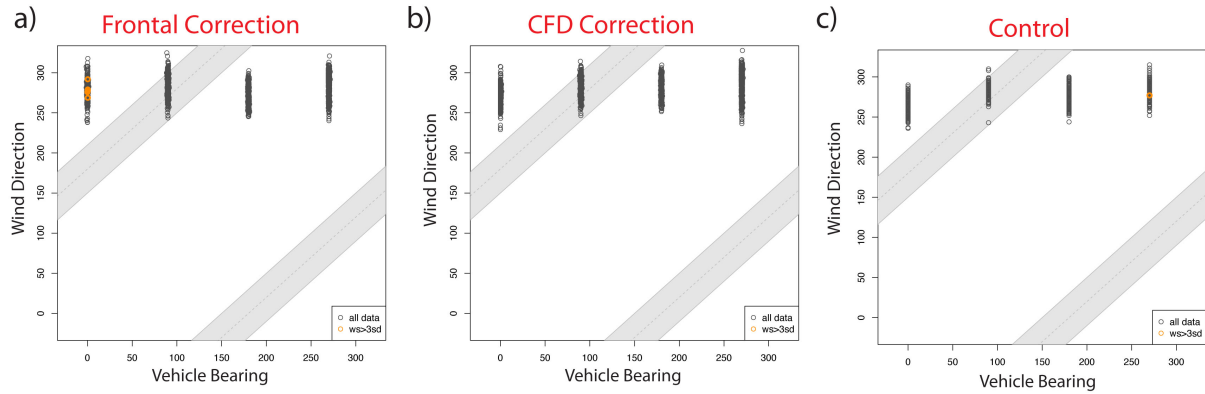 a) Frontal Correction
Wind Direction
300
250
200
150
100
50
0
all data
ws>3sd
0 50 100 150 200 250 300
Vehicle Bearing
b) CFD Correction
Wind Direction
300
250
200
150
100
50
0
all data
ws>3sd
0 50 100 150 200 250 300
Vehicle Bearing
c) Control
Wind Direction
300
250
200
150
100
50
0
all data
ws>3sd
0 50 100 150 200 250 300
Vehicle Bearing